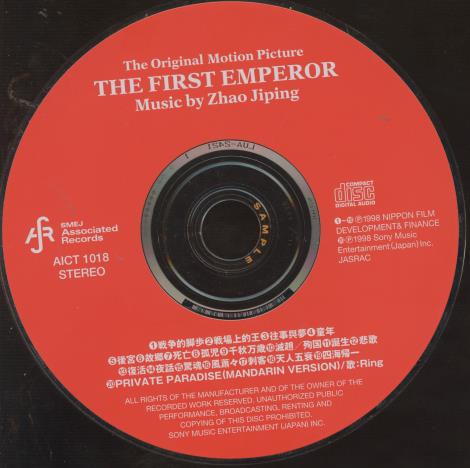 The Original Motion Picture
THE FIRST EMPEROR
Music by Zhao Jiping
SAMPLE
COMPACT
disc
DIGITAL AUDIO
AJR
SMEJ
Associated
Records
AICT 1018
STEREO
℗1998 NIPPON FILM
DEVELOPMENT& FINANCE
⑳℗1998 Sony Music
Entertainment(Japan)Inc.
JASRAC
❶戦争的脚歩❷戦場上的王❸往事與夢❹童年
❺後宮❻故郷❼死亡❽孤児❾千秋万歳❿滅趙／殉国⓫誕生⓬悲歌
⓭復活⓮夜話⓯驚魂⓰風蕭々⓱刺客⓲天人五衰⓳四海帰一
⓴PRIVATE PARADISE(MANDARIN VERSION)/歌:Ring
ALL RIGHTS OF THE MANUFACTURER AND OF THE OWNER OF THE
RECORDED WORK RESERVED. UNAUTHORIZED PUBLIC
PERFORMANCE, BROADCASTING, RENTING AND
COPYING OF THIS DISC PROHIBITED.
SONY MUSIC ENTERTAINMENT (JAPAN) INC.